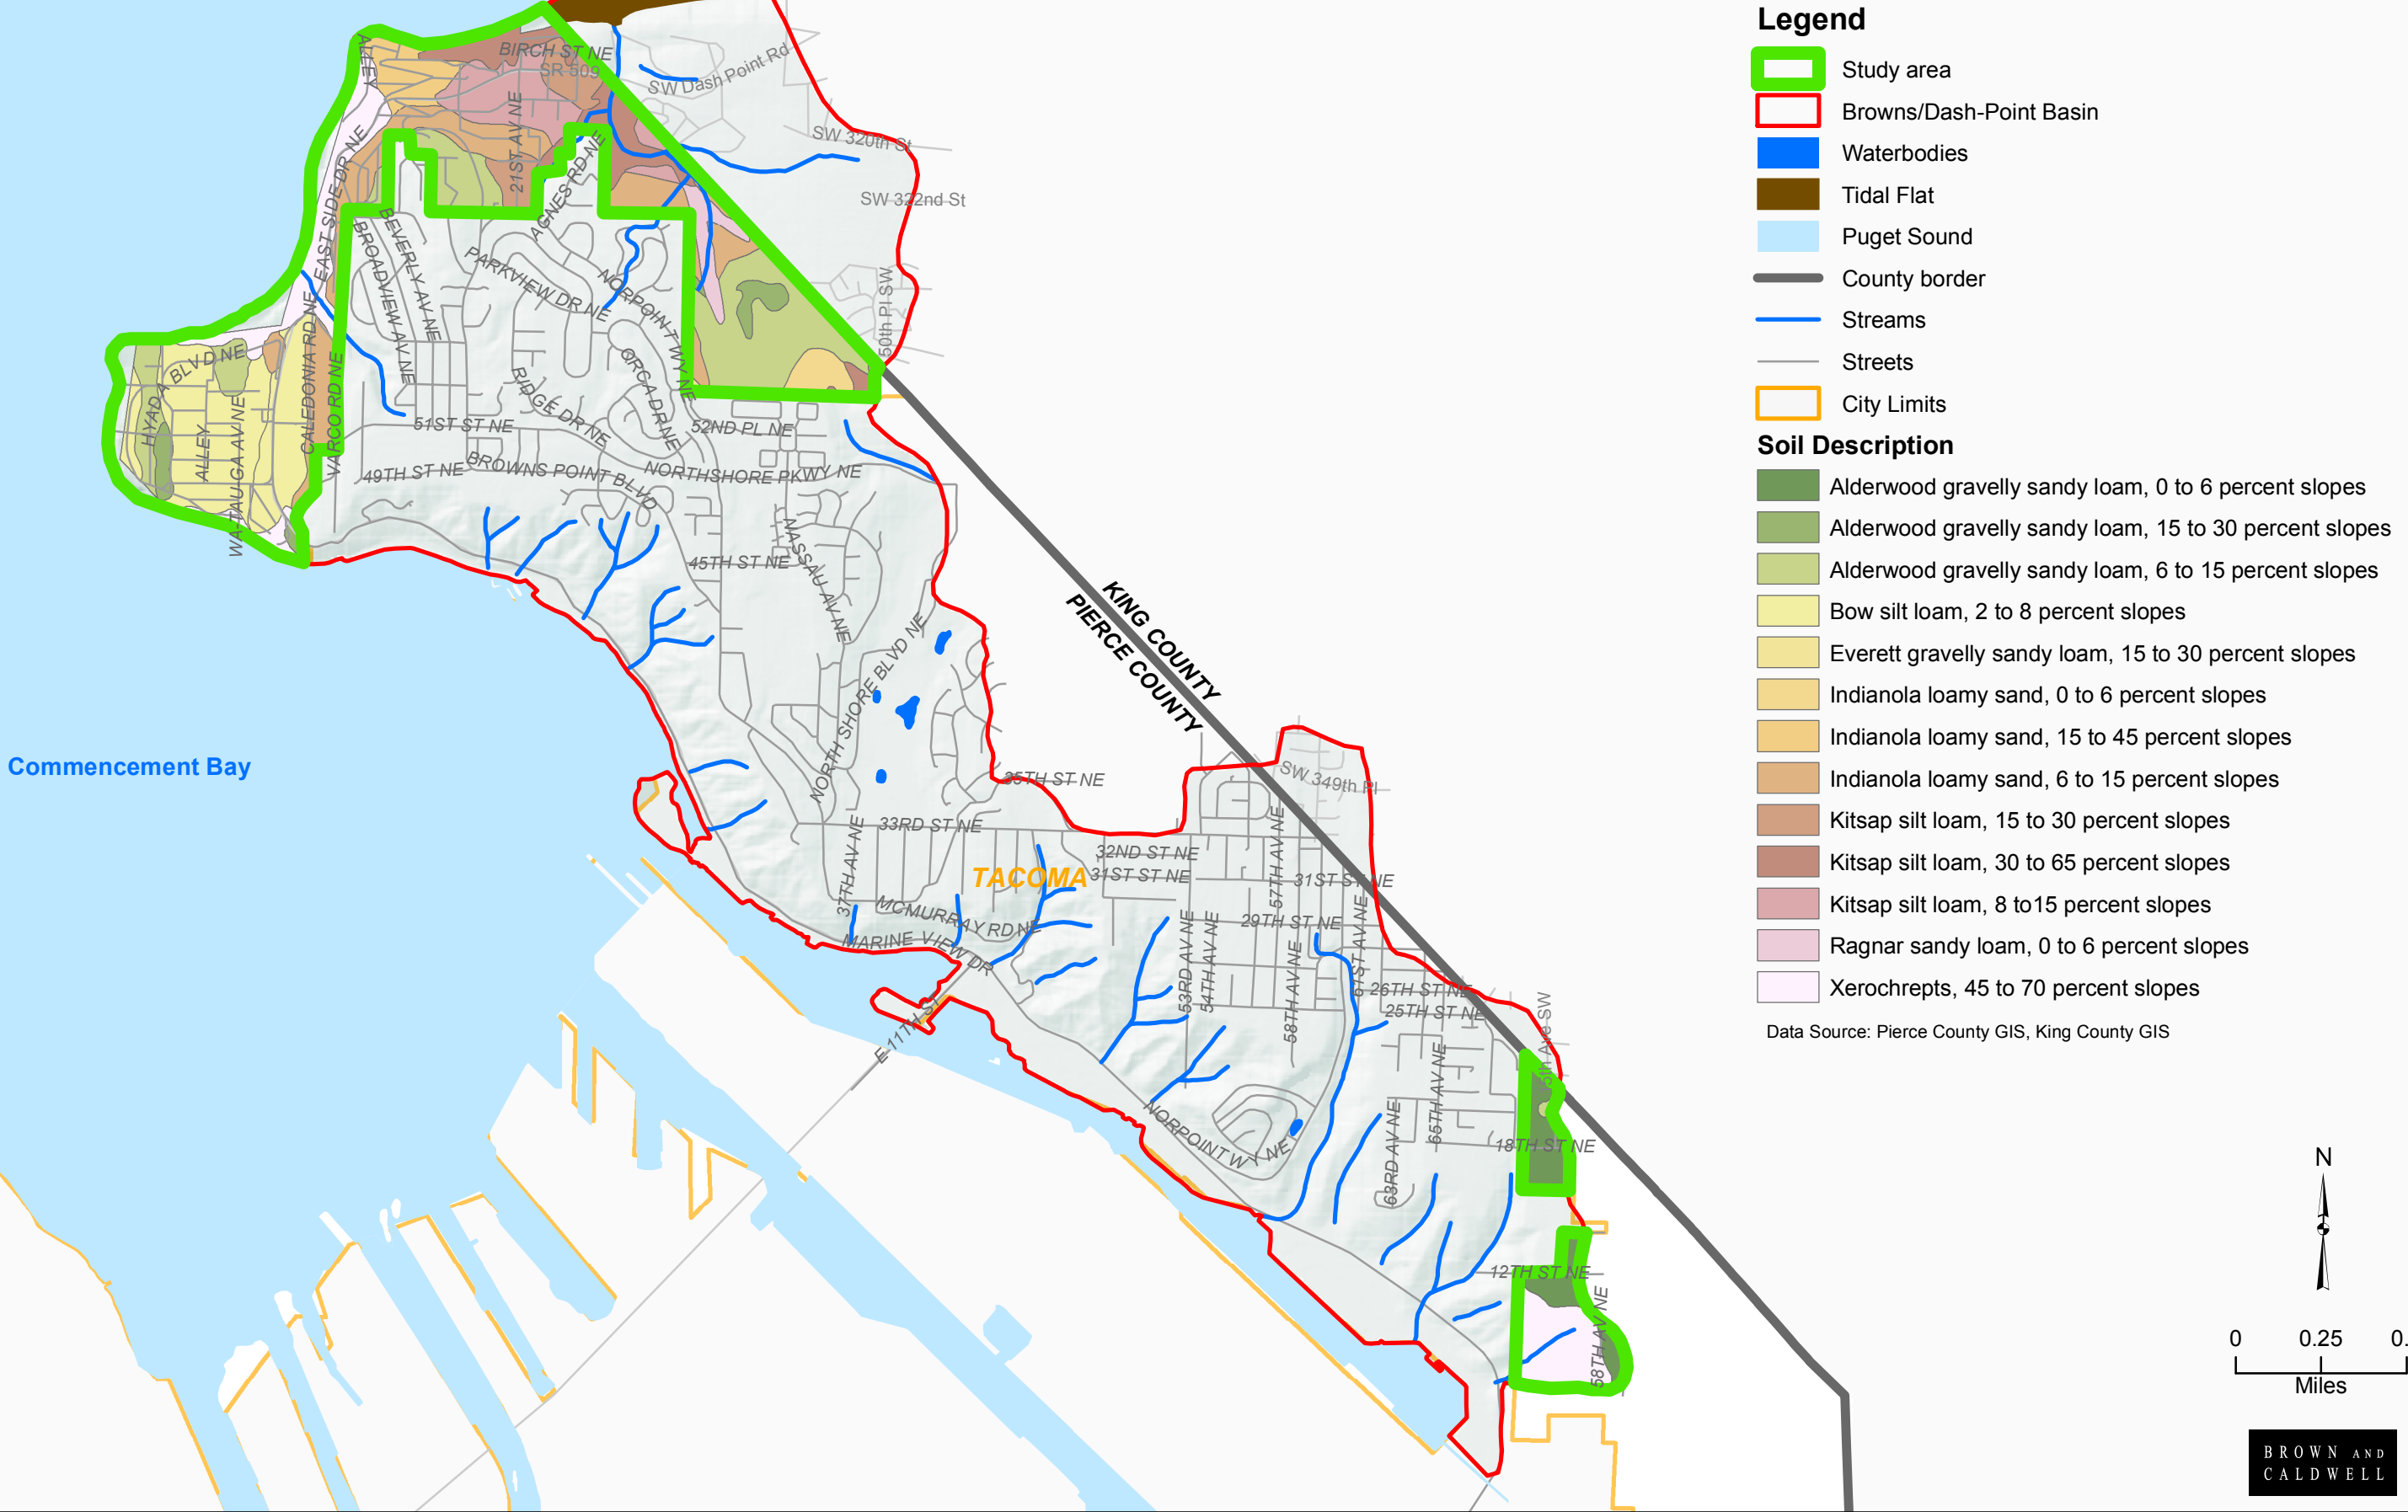 Legend
Study area
Browns/Dash-Point Basin
Waterbodies
Tidal Flat
Puget Sound
County border
Streams
Streets
City Limits
Soil Description
Alderwood gravelly sandy loam, 0 to 6 percent slopes
Alderwood gravelly sandy loam, 15 to 30 percent slopes
Alderwood gravelly sandy loam, 6 to 15 percent slopes
Bow silt loam, 2 to 8 percent slopes
Everett gravelly sandy loam, 15 to 30 percent slopes
Indianola loamy sand, 0 to 6 percent slopes
Indianola loamy sand, 15 to 45 percent slopes
Indianola loamy sand, 6 to 15 percent slopes
Kitsap silt loam, 15 to 30 percent slopes
Kitsap silt loam, 30 to 65 percent slopes
Kitsap silt loam, 8 to15 percent slopes
Ragnar sandy loam, 0 to 6 percent slopes
Xerochrepts, 45 to 70 percent slopes
Data Source: Pierce County GIS, King County GIS
ALLEY
BIRCH ST NE
SR 509
SW Dash Point Rd
SW 320th St
SW 322nd St
21ST AV NE
AGNES RD NE
EAST SIDE DR NE
BROADVIEW AV NE
BEVERLY AV NE
PARKVIEW DR NE
NORPOINT WY NE
50th Pl SW
HYADA BLVD NE
CALEDONIA RD NE
VARCO RD NE
RIDGE DR NE
ORCA DR NE
ALLEY
WA-TAU-GA AV NE
51ST ST NE
52ND PL NE
49TH ST NE
BROWNS POINT BLVD
NORTHSHORE PKWY NE
45TH ST NE
NASSAU AV NE
KING COUNTY
PIERCE COUNTY
NORTH SHORE BLVD NE
Commencement Bay
35TH ST NE
SW 349th Pl
33RD ST NE
37TH AV NE
TACOMA
32ND ST NE
31ST ST NE
57TH AV NE
31ST ST NE
MCMURRAY RD NE
MARINE VIEW DR
29TH ST NE
53RD AV NE
54TH AV NE
58TH AV NE
61ST AV NE
26TH ST NE
25TH ST NE
E 11TH ST
65TH AV NE
63RD AV NE
NORPOINT WY NE
18TH ST NE
12TH ST NE
58TH AV NE
N
0 0.25 0.
Miles
BROWN AND
CALDWELL